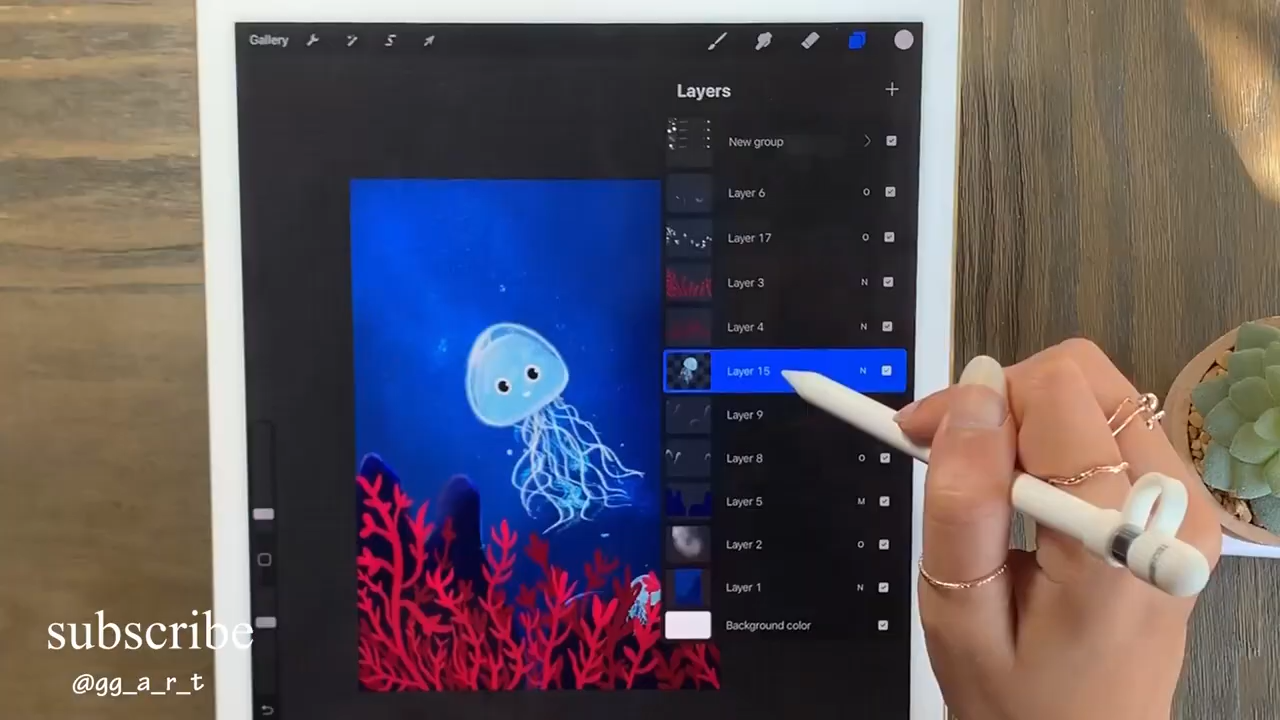 Gallery
Layers
New group
Layer 6 O
Layer 17 O
Layer 3 N
Layer 4 N
Layer 15 N
Layer 9
Layer 8 O
Layer 5 M
Layer 2 O
Layer 1 N
Background color
subscribe
@gg_a_r_t